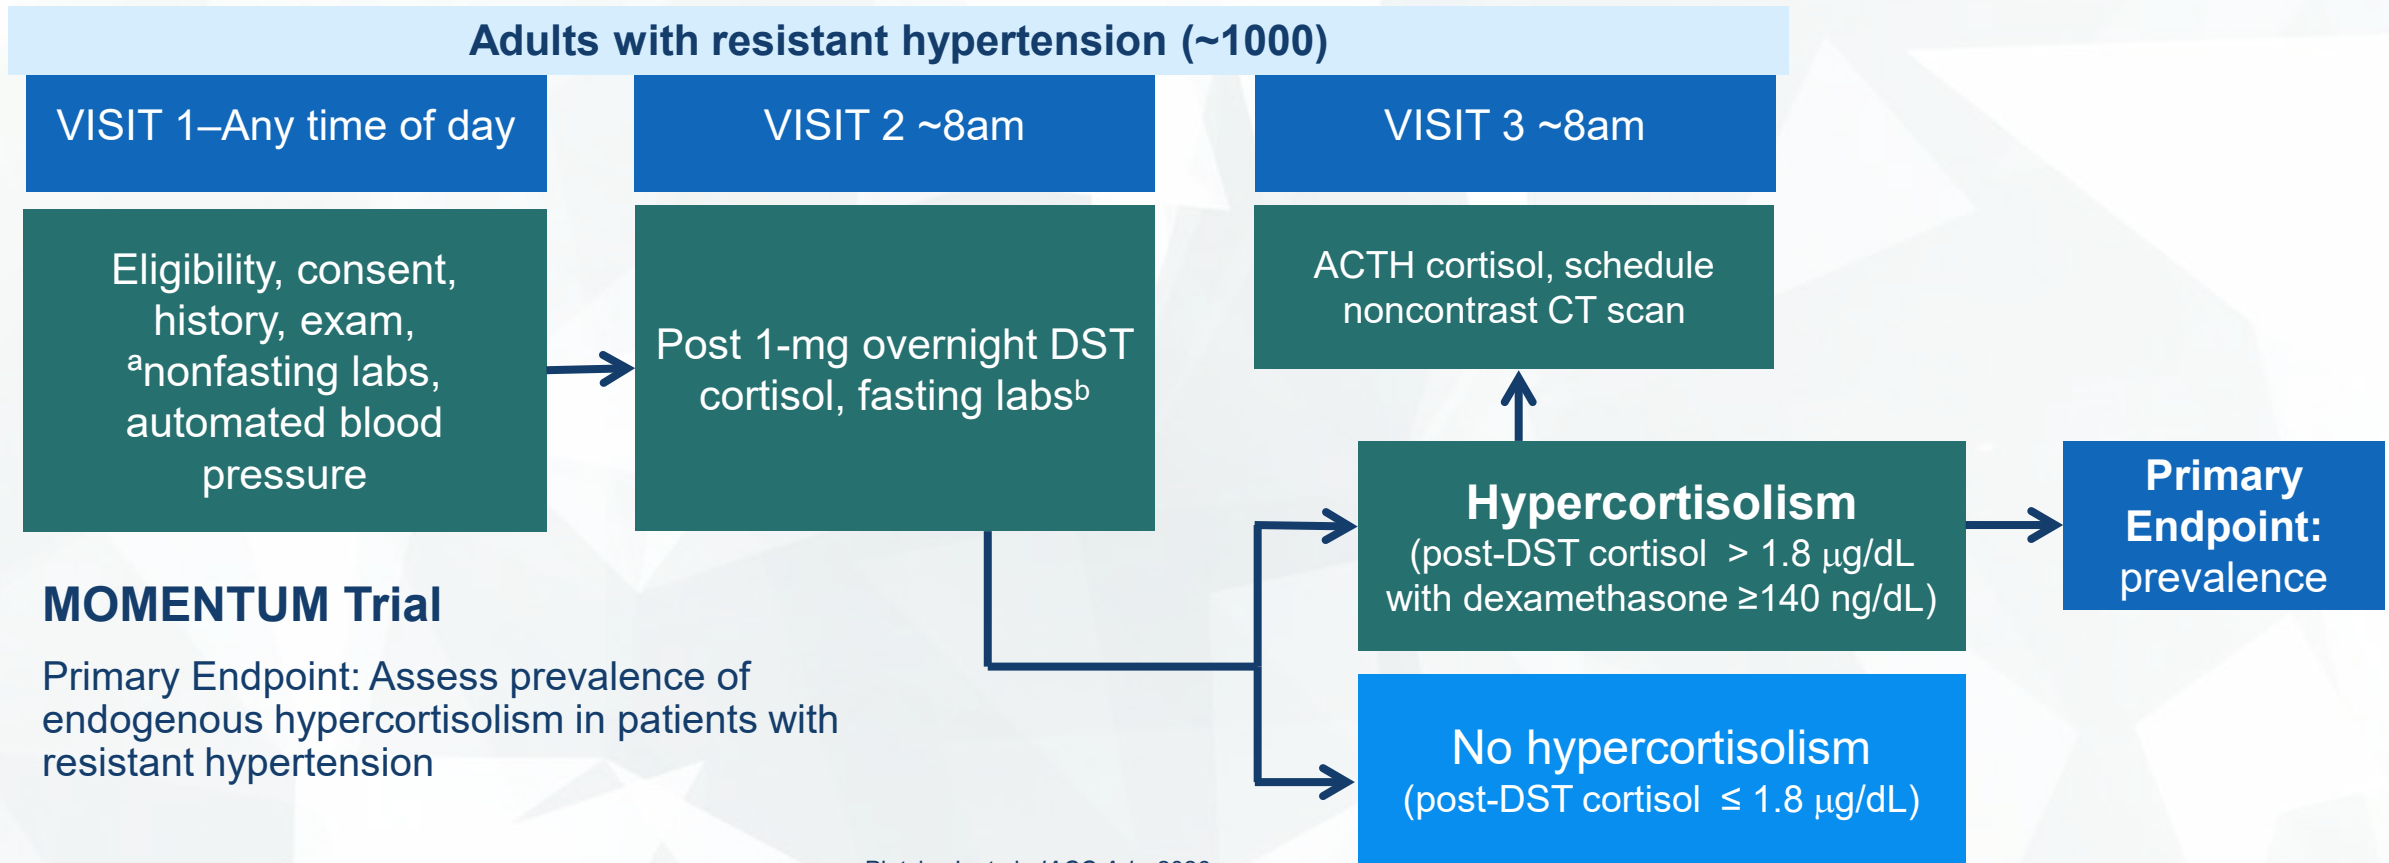 Adults with resistant hypertension (~1000)
VISIT 1–Any time of day
VISIT 2 ~8am
VISIT 3 ~8am
Eligibility, consent,
history, exam,
ᵃnonfasting labs,
automated blood
pressure
Post 1-mg overnight DST
cortisol, fasting labsᵇ
ACTH cortisol, schedule
noncontrast CT scan
Hypercortisolism
(post-DST cortisol > 1.8 μg/dL
with dexamethasone ≥140 ng/dL)
Primary
Endpoint:
prevalence
No hypercortisolism
(post-DST cortisol ≤ 1.8 μg/dL)
MOMENTUM Trial
Primary Endpoint: Assess prevalence of
endogenous hypercortisolism in patients with
resistant hypertension